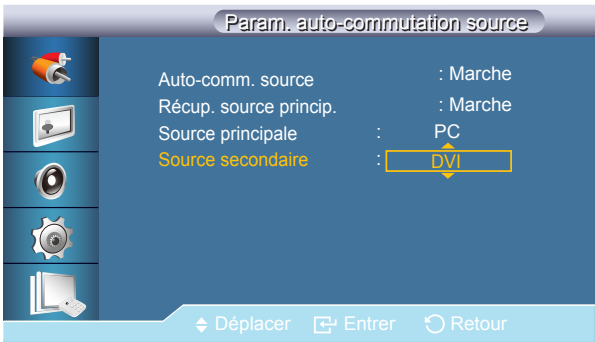 Param. auto-commutation source
Auto-comm. source : Marche
Récup. source princip. : Marche
Source principale : PC
Source secondaire : DVI
Déplacer Entrer Retour